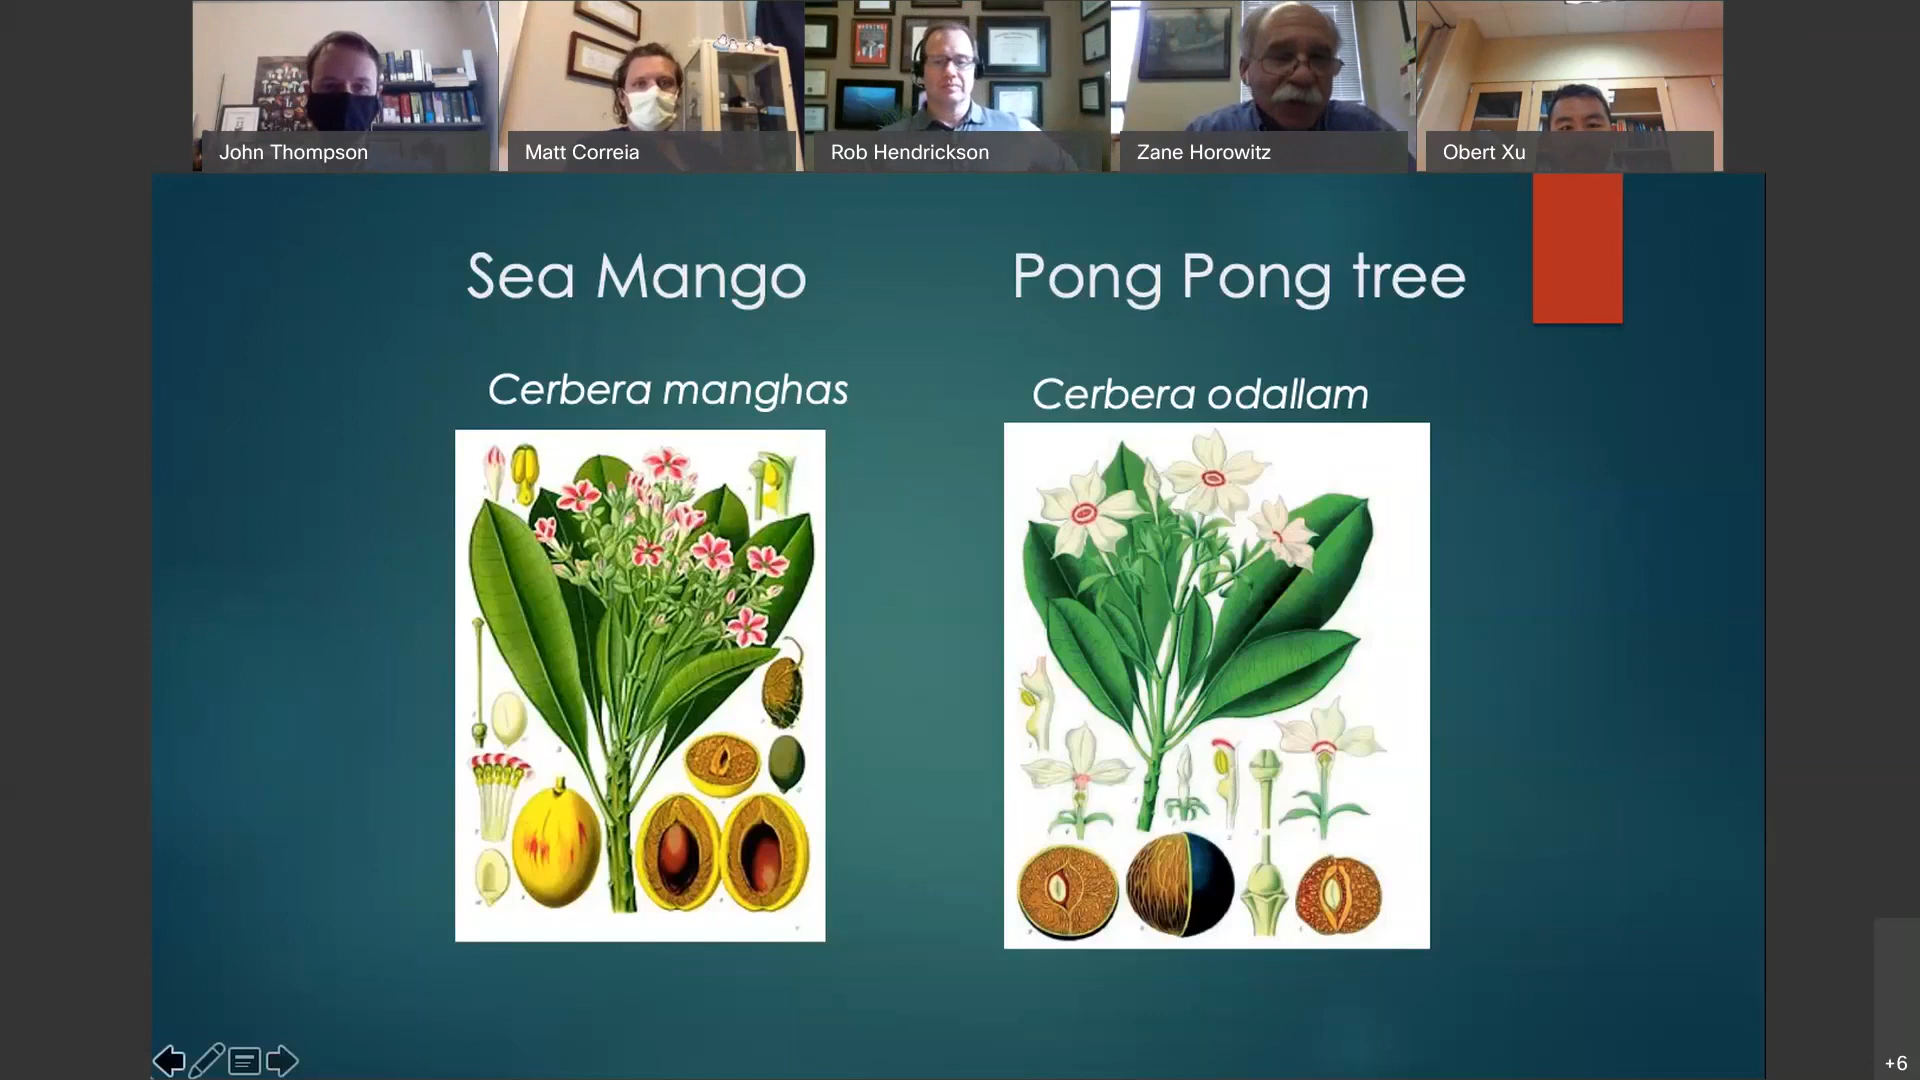 John Thompson
Matt Correia
Rob Hendrickson
Zane Horowitz
Obert Xu
Sea Mango
Pong Pong tree
Cerbera manghas
Cerbera odallam
+6